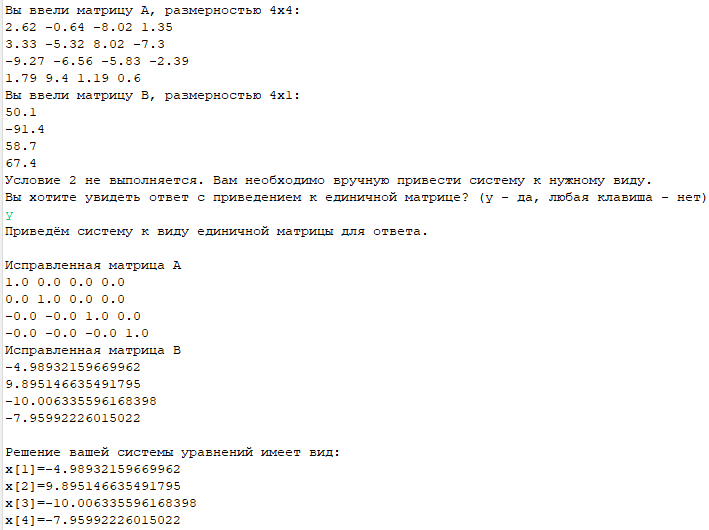 Вы ввели матрицу А, размерностью 4x4:
2.62 -0.64 -8.02 1.35
3.33 -5.32 8.02 -7.3
-9.27 -6.56 -5.83 -2.39
1.79 9.4 1.19 0.6
Вы ввели матрицу В, размерностью 4x1:
50.1
-91.4
58.7
67.4
Условие 2 не выполняется. Вам необходимо вручную привести систему к нужному виду.
Вы хотите увидеть ответ с приведением к единичной матрице? (y - да, любая клавиша - нет)
y
Приведём систему к виду единичной матрицы для ответа.
Исправленная матрица А
1.0 0.0 0.0 0.0
0.0 1.0 0.0 0.0
-0.0 -0.0 1.0 0.0
-0.0 -0.0 -0.0 1.0
Исправленная матрица В
-4.98932159669962
9.895146635491795
-10.006335596168398
-7.95992226015022
Решение вашей системы уравнений имеет вид:
x[1]=-4.98932159669962
x[2]=9.895146635491795
x[3]=-10.006335596168398
x[4]=-7.95992226015022